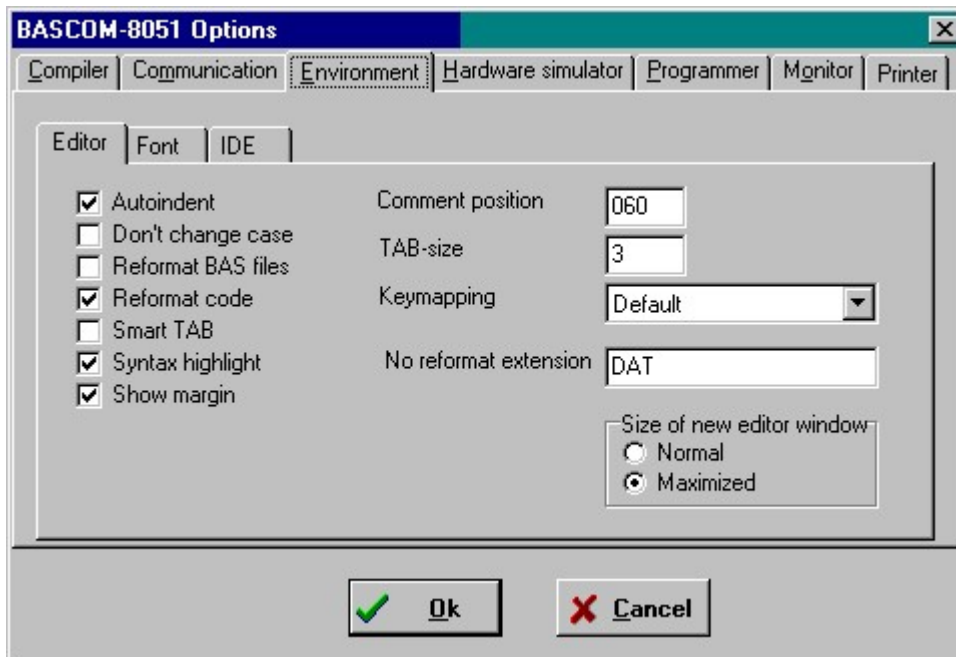 BASCOM-8051 Options
Compiler Communication Environment Hardware simulator Programmer Monitor Printer
Editor Font IDE
Autoindent
Don't change case
Reformat BAS files
Reformat code
Smart TAB
Syntax highlight
Show margin
Comment position 060
TAB-size 3
Keymapping Default
No reformat extension DAT
Size of new editor window
Normal
Maximized
Ok Cancel